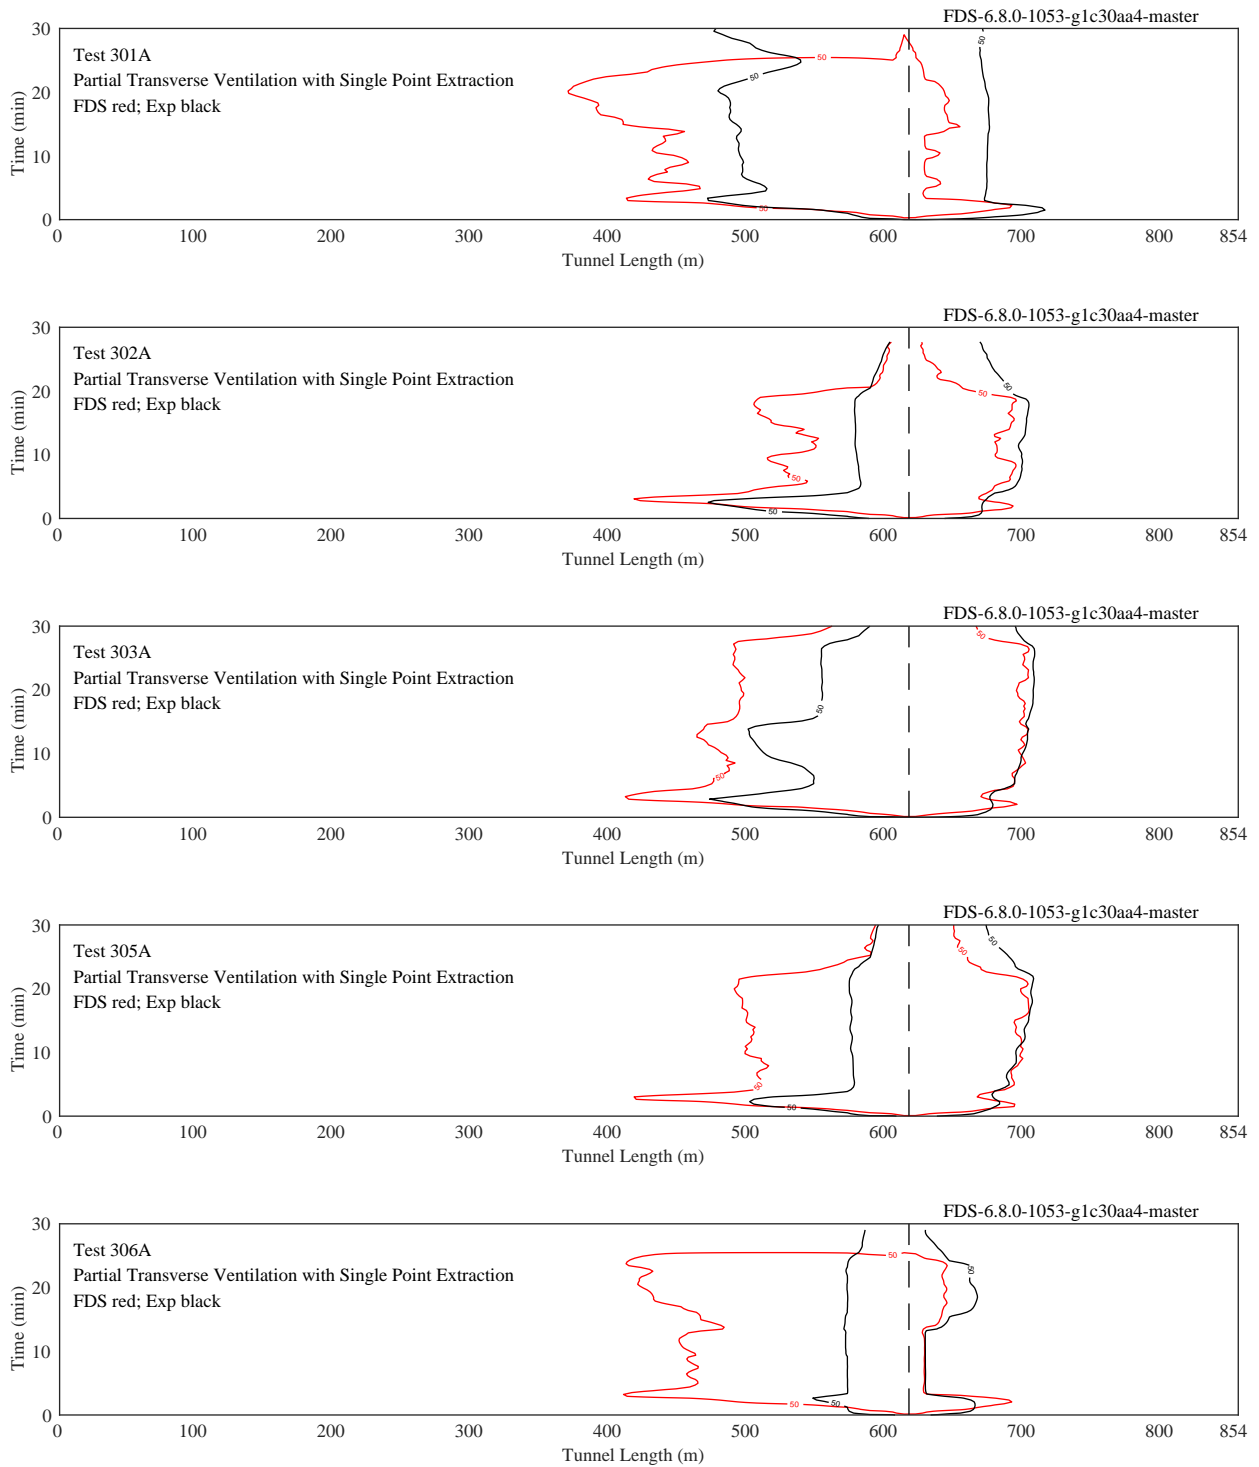 FDS-6.8.0-1053-g1c30aa4-master
Test 301A
Partial Transverse Ventilation with Single Point Extraction
FDS red; Exp black
50
50
50
50
Time (min)
30
20
10
0
0 100 200 300 400 500 600 700 800 854
Tunnel Length (m)
FDS-6.8.0-1053-g1c30aa4-master
Test 302A
Partial Transverse Ventilation with Single Point Extraction
FDS red; Exp black
50
50
50
50
Time (min)
30
20
10
0
0 100 200 300 400 500 600 700 800 854
Tunnel Length (m)
FDS-6.8.0-1053-g1c30aa4-master
Test 303A
Partial Transverse Ventilation with Single Point Extraction
FDS red; Exp black
50
50
50
Time (min)
30
20
10
0
0 100 200 300 400 500 600 700 800 854
Tunnel Length (m)
FDS-6.8.0-1053-g1c30aa4-master
Test 305A
Partial Transverse Ventilation with Single Point Extraction
FDS red; Exp black
50
50
50
50
Time (min)
30
20
10
0
0 100 200 300 400 500 600 700 800 854
Tunnel Length (m)
FDS-6.8.0-1053-g1c30aa4-master
Test 306A
Partial Transverse Ventilation with Single Point Extraction
FDS red; Exp black
50
50
50
50
Time (min)
30
20
10
0
0 100 200 300 400 500 600 700 800 854
Tunnel Length (m)